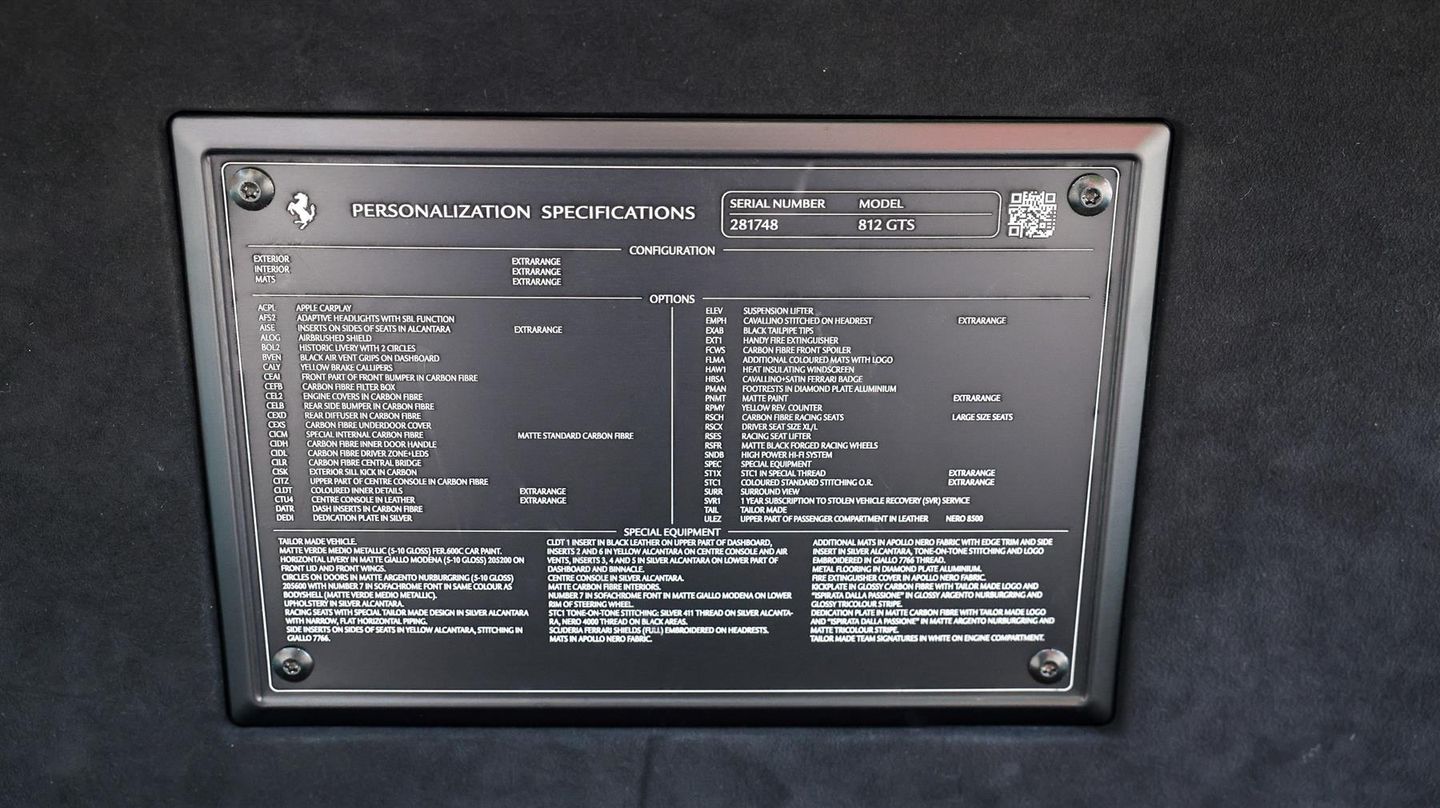 PERSONALIZATION SPECIFICATIONS
SERIAL NUMBER MODEL
281748 812 GTS
CONFIGURATION
EXTERIOR EXTRARANGE
INTERIOR EXTRARANGE
MATS EXTRARANGE
OPTIONS
ACPL APPLE CARPLAY
AFS2 ADAPTIVE HEADLIGHTS WITH SBL FUNCTION
AISE INSERTS ON SIDES OF SEATS IN ALCANTARA EXTRARANGE
ALOG AIRBRUSHED SHIELD
BOL2 HISTORIC LIVERY WITH 2 CIRCLES
BVEN BLACK AIR VENT GRIPS ON DASHBOARD
CALY YELLOW BRAKE CALLIPERS
CEA1 FRONT PART OF FRONT BUMPER IN CARBON FIBRE
CEFB CARBON FIBRE FILTER BOX
CEL2 ENGINE COVERS IN CARBON FIBRE
CELB REAR SIDE BUMPER IN CARBON FIBRE
CEXD REAR DIFFUSER IN CARBON FIBRE
CEXS CARBON FIBRE UNDERDOOR COVER
CICM SPECIAL INTERNAL CARBON FIBRE MATTE STANDARD CARBON FIBRE
CIDH CARBON FIBRE INNER DOOR HANDLE
CIDL CARBON FIBRE DRIVER ZONE+LEDS
CILR CARBON FIBRE CENTRAL BRIDGE
CISK EXTERIOR SILL KICK IN CARBON
CITZ UPPER PART OF CENTRE CONSOLE IN CARBON FIBRE
CLDT COLOURED INNER DETAILS EXTRARANGE
CTU4 CENTRE CONSOLE IN LEATHER EXTRARANGE
DATR DASH INSERTS IN CARBON FIBRE
DEDI DEDICATION PLATE IN SILVER
ELEV SUSPENSION LIFTER
EMPH CAVALLINO STITCHED ON HEADREST EXTRARANGE
EXAB BLACK TAILPIPE TIPS
EXT1 HANDY FIRE EXTINGUISHER
FCWS CARBON FIBRE FRONT SPOILER
FLMA ADDITIONAL COLOURED MATS WITH LOGO
HAW1 HEAT INSULATING WINDSCREEN
HBSA CAVALLINO+SATIN FERRARI BADGE
PMAN FOOTRESTS IN DIAMOND PLATE ALUMINIUM
PNMT MATTE PAINT EXTRARANGE
RPMY YELLOW REV. COUNTER
RSCH CARBON FIBRE RACING SEATS LARGE SIZE SEATS
RSCX DRIVER SEAT SIZE XL/L
RSES RACING SEAT LIFTER
RSFR MATTE BLACK FORGED RACING WHEELS
SNDB HIGH POWER HI-FI SYSTEM
SPEC SPECIAL EQUIPMENT
ST1X STC1 IN SPECIAL THREAD EXTRARANGE
STC1 COLOURED STANDARD STITCHING O.R. EXTRARANGE
SURR SURROUND VIEW
SVR1 1 YEAR SUBSCRIPTION TO STOLEN VEHICLE RECOVERY (SVR) SERVICE
TAIL TAILOR MADE
ULEZ UPPER PART OF PASSENGER COMPARTMENT IN LEATHER NERO 8500
SPECIAL EQUIPMENT
TAILOR MADE VEHICLE.
MATTE VERDE MEDIO METALLIC (5-10 GLOSS) FER.600C CAR PAINT.
HORIZONTAL LIVERY IN MATTE GIALLO MODENA (5-10 GLOSS) 205200 ON
FRONT LID AND FRONT WINGS.
CIRCLES ON DOORS IN MATTE ARGENTO NURBURGRING (5-10 GLOSS)
205600 WITH NUMBER 7 IN SOFACHROME FONT IN SAME COLOUR AS
BODYSHELL (MATTE VERDE MEDIO METALLIC).
UPHOLSTERY IN SILVER ALCANTARA.
RACING SEATS WITH SPECIAL TAILOR MADE DESIGN IN SILVER ALCANTARA
WITH NARROW, FLAT HORIZONTAL PIPING.
SIDE INSERTS ON SIDES OF SEATS IN YELLOW ALCANTARA, STITCHING IN
GIALLO 7766.
CLDT 1 INSERT IN BLACK LEATHER ON UPPER PART OF DASHBOARD,
INSERTS 2 AND 6 IN YELLOW ALCANTARA ON CENTRE CONSOLE AND AIR
VENTS, INSERTS 3, 4 AND 5 IN SILVER ALCANTARA ON LOWER PART OF
DASHBOARD AND BINNACLE.
CENTRE CONSOLE IN SILVER ALCANTARA.
MATTE CARBON FIBRE INTERIORS.
NUMBER 7 IN SOFACHROME FONT IN MATTE GIALLO MODENA ON LOWER
RIM OF STEERING WHEEL.
STC1 TONE-ON-TONE STITCHING: SILVER 411 THREAD ON SILVER ALCANTA-
RA, NERO 4000 THREAD ON BLACK AREAS.
SCUDERIA FERRARI SHIELDS (FULL) EMBROIDERED ON HEADRESTS.
MATS IN APOLLO NERO FABRIC.
ADDITIONAL MATS IN APOLLO NERO FABRIC WITH EDGE TRIM AND SIDE
INSERT IN SILVER ALCANTARA, TONE-ON-TONE STITCHING AND LOGO
EMBROIDERED IN GIALLO 7766 THREAD.
METAL FLOORING IN DIAMOND PLATE ALUMINIUM.
FIRE EXTINGUISHER COVER IN APOLLO NERO FABRIC.
KICKPLATE IN GLOSSY CARBON FIBRE WITH TAILOR MADE LOGO AND
"ISPIRATA DALLA PASSIONE" IN GLOSSY ARGENTO NURBURGRING AND
GLOSSY TRICOLOUR STRIPE.
DEDICATION PLATE IN MATTE CARBON FIBRE WITH TAILOR MADE LOGO
AND "ISPIRATA DALLA PASSIONE" IN MATTE ARGENTO NURBURGRING AND
MATTE TRICOLOUR STRIPE.
TAILOR MADE TEAM SIGNATURES IN WHITE ON ENGINE COMPARTMENT.